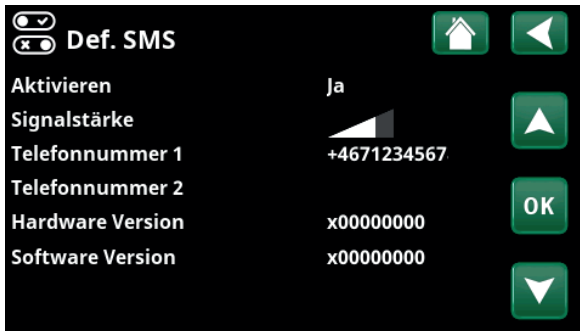 Def. SMS
Aktivieren Ja
Signalstärke
Telefonnummer 1 +4671234567
Telefonnummer 2
OK
Hardware Version x00000000
Software Version x00000000